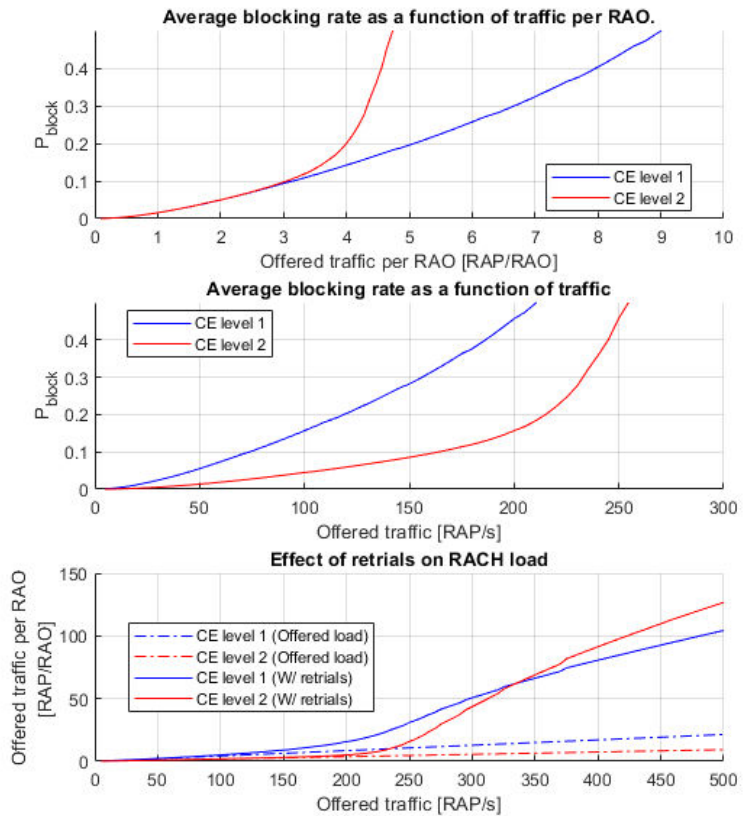 Average blocking rate as a function of traffic per RAO.
0.4
0.3
0.2
0.1
0
P_block
CE level 1
CE level 2
0 1 2 3 4 5 6 7 8 9 10
Offered traffic per RAO [RAP/RAO]
Average blocking rate as a function of traffic
0.4
0.3
0.2
0.1
0
P_block
CE level 1
CE level 2
0 50 100 150 200 250 300
Offered traffic [RAP/s]
Effect of retrials on RACH load
150
100
50
0
Offered traffic per RAO
[RAP/RAO]
CE level 1 (Offered load)
CE level 2 (Offered load)
CE level 1 (W/ retrials)
CE level 2 (W/ retrials)
0 50 100 150 200 250 300 350 400 450 500
Offered traffic [RAP/s]